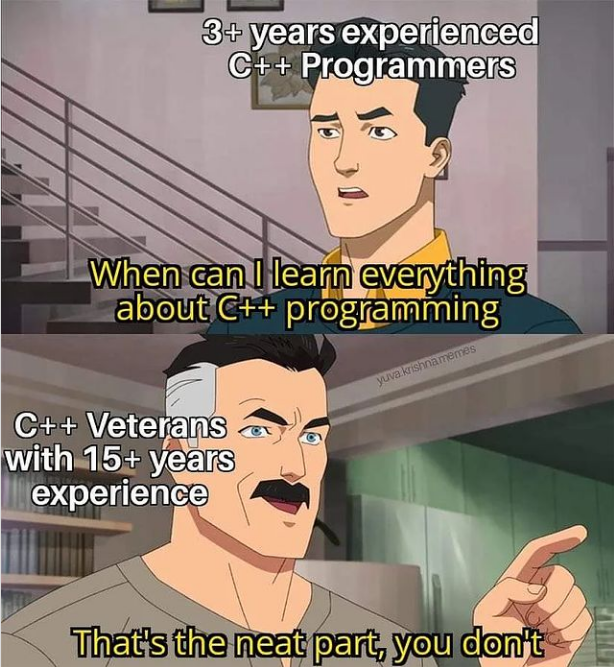 3+ years experienced
C++ Programmers
When can I learn everything
about C++ programming
yuva.krishna.memes
C++ Veterans
with 15+ years
experience
That's the neat part, you don't